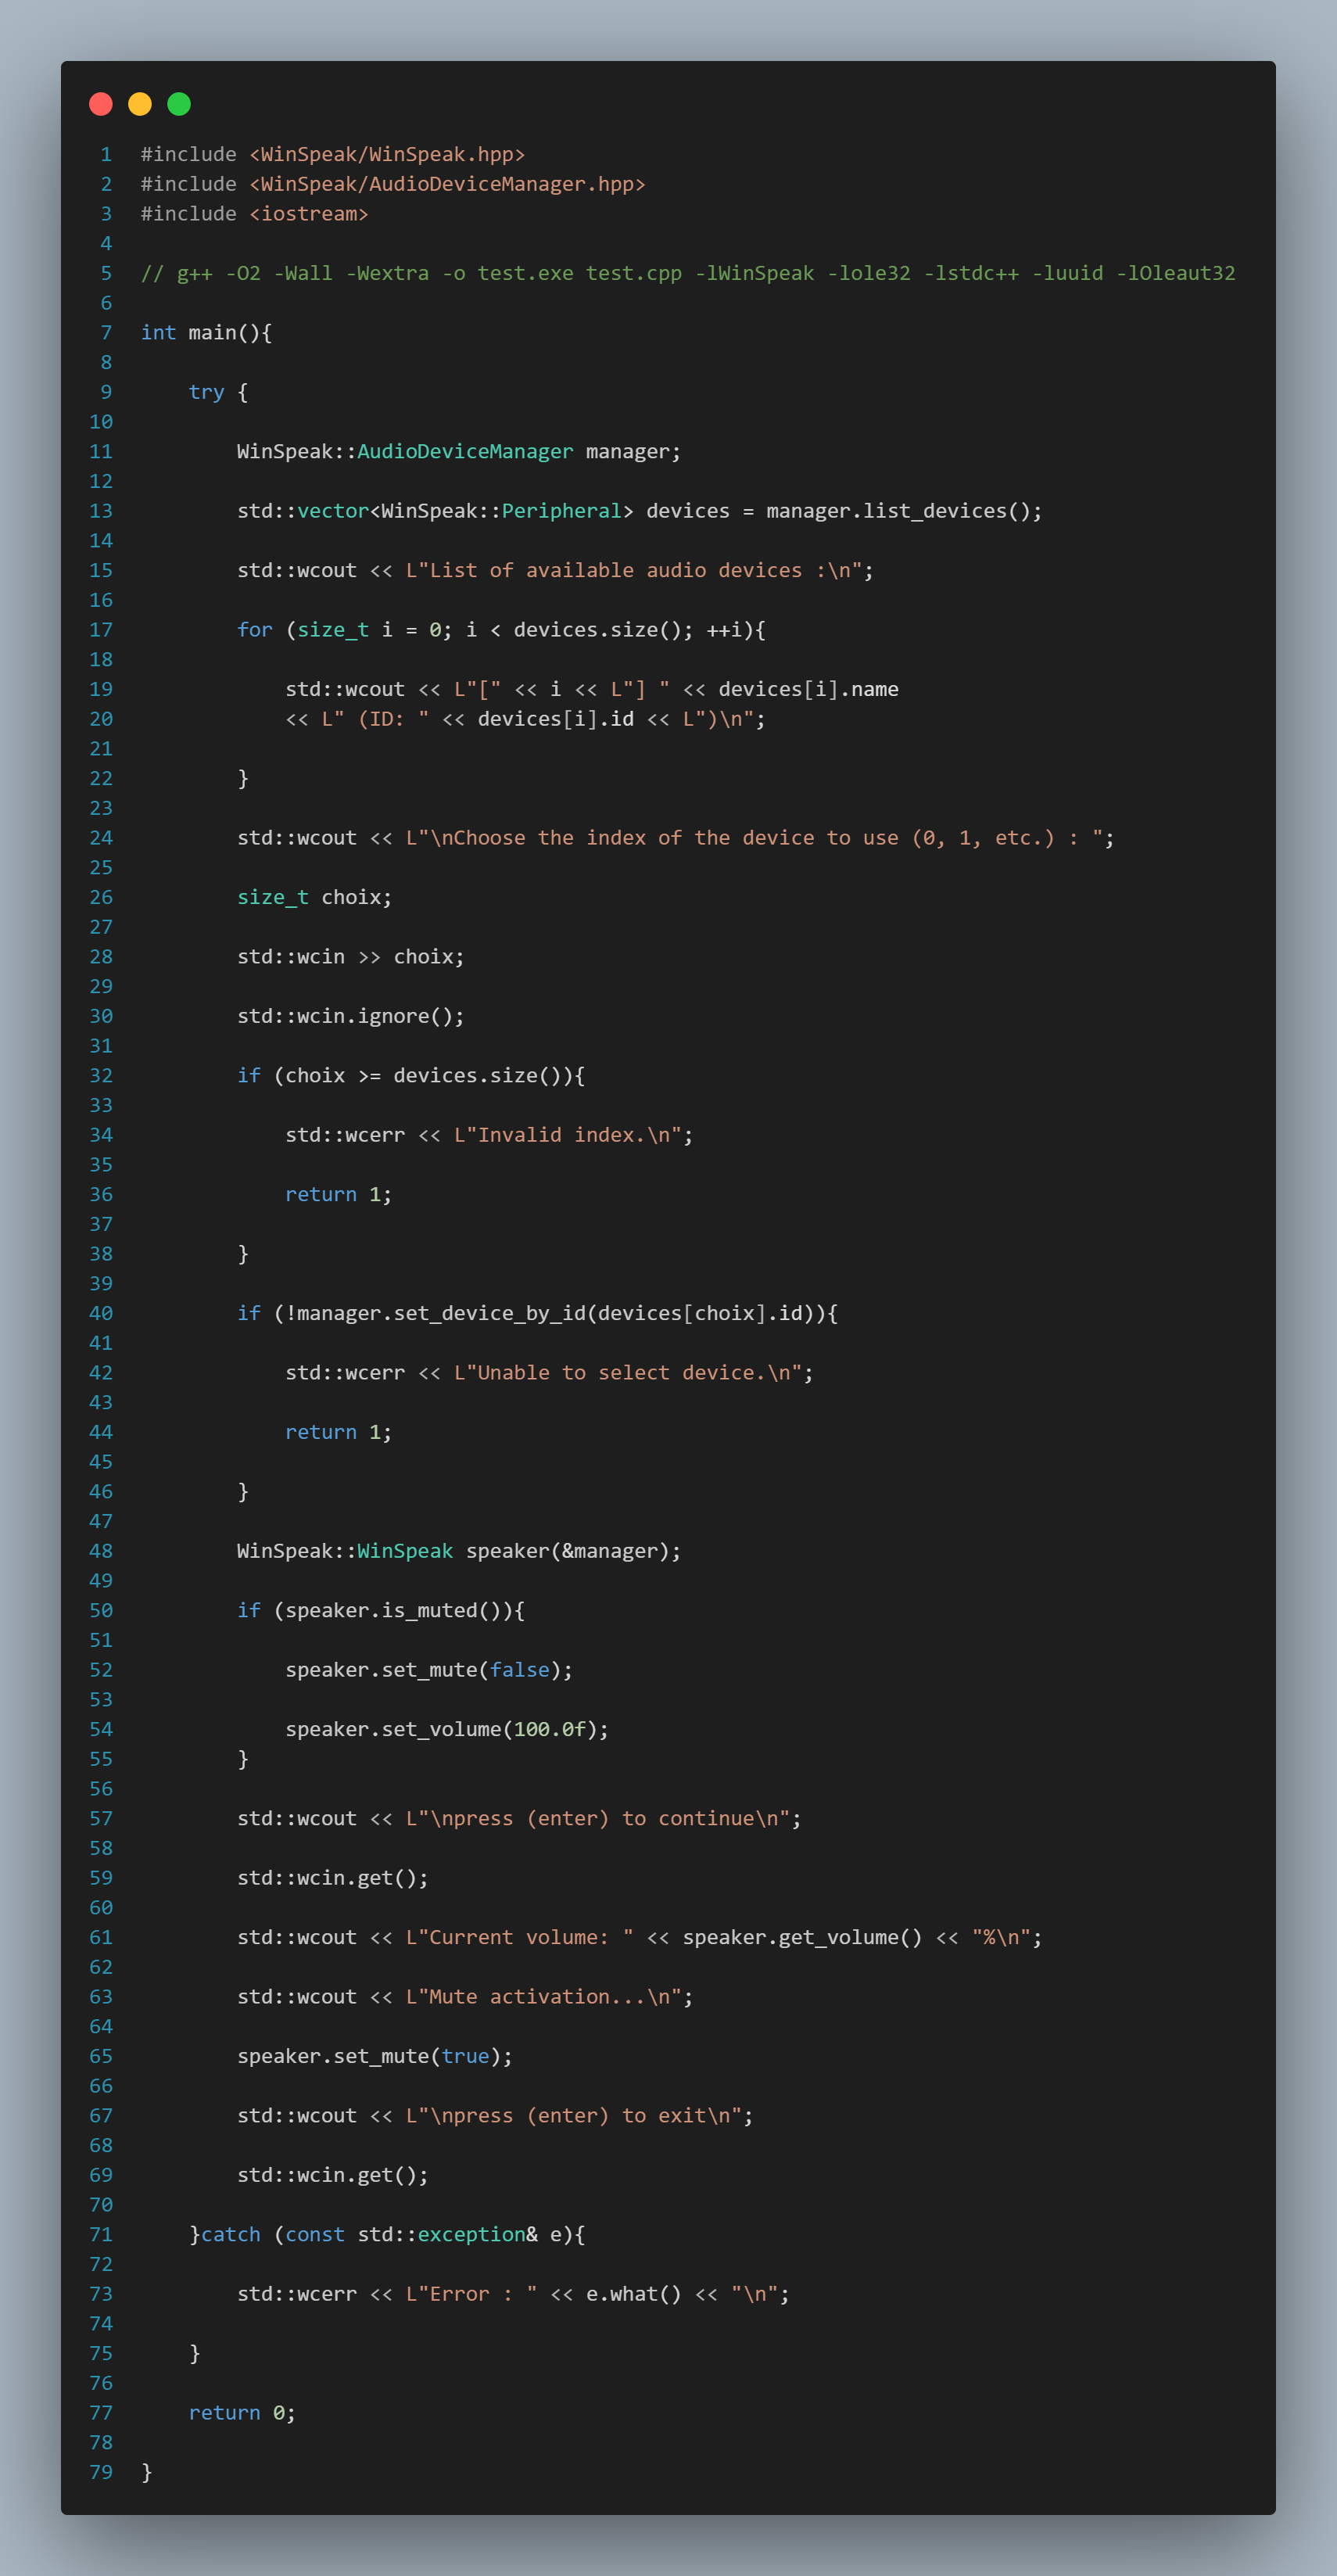 1 #include <WinSpeak/WinSpeak.hpp>
2 #include <WinSpeak/AudioDeviceManager.hpp>
3 #include <iostream>
4
5 // g++ -O2 -Wall -Wextra -o test.exe test.cpp -lWinSpeak -lole32 -lstdc++ -luuid -lOleaut32
6
7 int main(){
8
9     try {
10
11         WinSpeak::AudioDeviceManager manager;
12
13         std::vector<WinSpeak::Peripheral> devices = manager.list_devices();
14
15         std::wcout << L"List of available audio devices :\n";
16
17         for (size_t i = 0; i < devices.size(); ++i){
18
19             std::wcout << L"[" << i << L"] " << devices[i].name
20             << L" (ID: " << devices[i].id << L")\n";
21
22         }
23
24         std::wcout << L"\nChoose the index of the device to use (0, 1, etc.) : ";
25
26         size_t choix;
27
28         std::wcin >> choix;
29
30         std::wcin.ignore();
31
32         if (choix >= devices.size()){
33
34             std::wcerr << L"Invalid index.\n";
35
36             return 1;
37
38         }
39
40         if (!manager.set_device_by_id(devices[choix].id)){
41
42             std::wcerr << L"Unable to select device.\n";
43
44             return 1;
45
46         }
47
48         WinSpeak::WinSpeak speaker(&manager);
49
50         if (speaker.is_muted()){
51
52             speaker.set_mute(false);
53
54             speaker.set_volume(100.0f);
55         }
56
57         std::wcout << L"\npress (enter) to continue\n";
58
59         std::wcin.get();
60
61         std::wcout << L"Current volume: " << speaker.get_volume() << "%\n";
62
63         std::wcout << L"Mute activation...\n";
64
65         speaker.set_mute(true);
66
67         std::wcout << L"\npress (enter) to exit\n";
68
69         std::wcin.get();
70
71     }catch (const std::exception& e){
72
73         std::wcerr << L"Error : " << e.what() << "\n";
74
75     }
76
77     return 0;
78
79 }